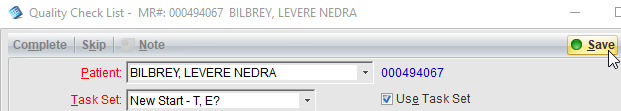 Quality Check List - MR#: 000494067 BILBREY, LEVERE NEDRA
Complete Skip Note Save
Patient: BILBREY, LEVERE NEDRA 000494067
Task Set: New Start - T, E? Use Task Set